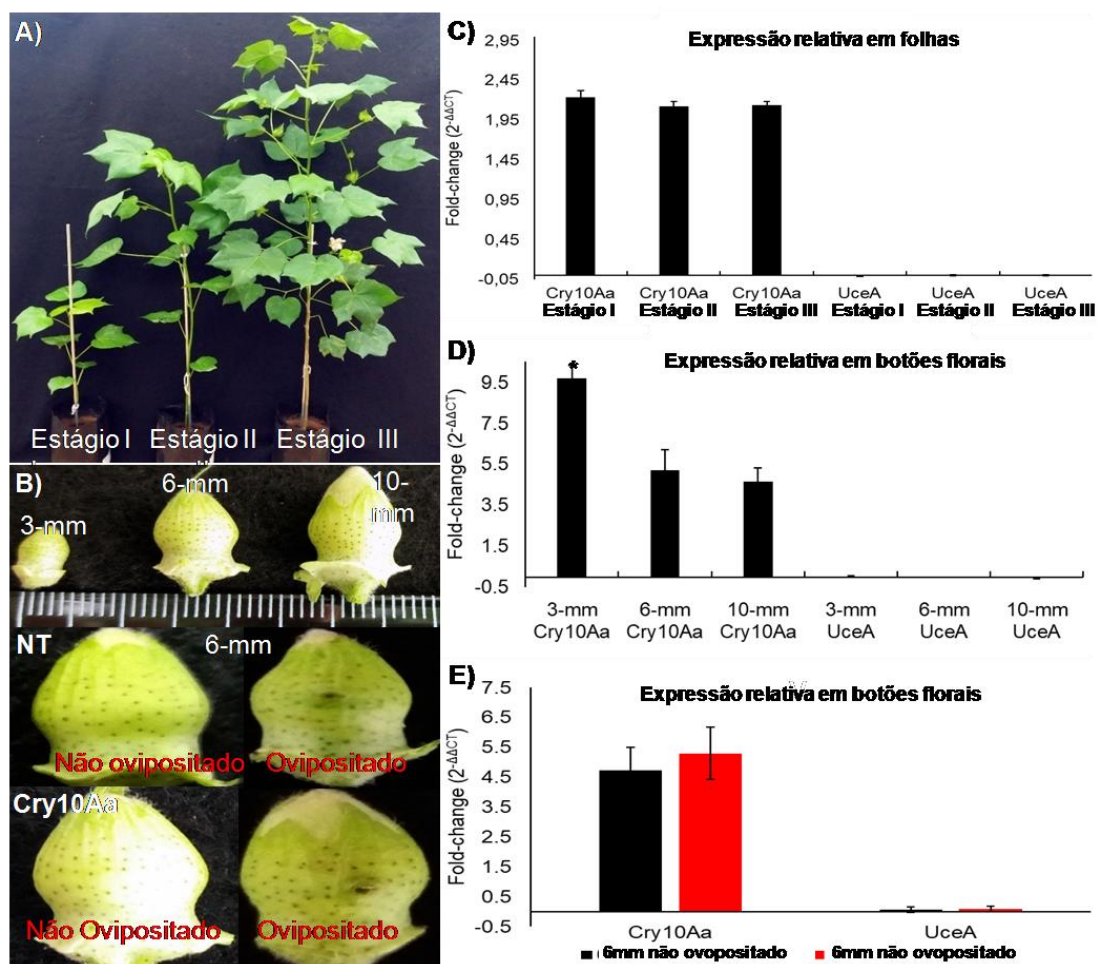 A)
Estágio I
Estágio II
Estágio III
B)
3-mm
6-mm
10-
mm
NT
6-mm
Não ovipositado
Ovipositado
Cry10Aa
Não Ovipositado
Ovipositado
C)
Expressão relativa em folhas
Fold-change (2-ΔΔCT)
2,95
2,45
1,95
1,45
0,95
0,45
-0,05
Cry10Aa Cry10Aa Cry10Aa UceA UceA UceA
Estágio I Estágio II Estágio III Estágio I Estágio II Estágio III
D)
Expressão relativa em botões florais
Fold-change (2-ΔΔCT)
*
9.5
7.5
5.5
3.5
1.5
-0.5
3-mm 6-mm 10-mm 3-mm 6-mm 10-mm
Cry10Aa Cry10Aa Cry10Aa UceA UceA UceA
E)
Expressão relativa em botões florais
Fold-change (2-ΔΔCT)
7.5
6.5
5.5
4.5
3.5
2.5
1.5
0.5
-0.5
Cry10Aa UceA
6mm não ovopositado 6mm não ovopositado